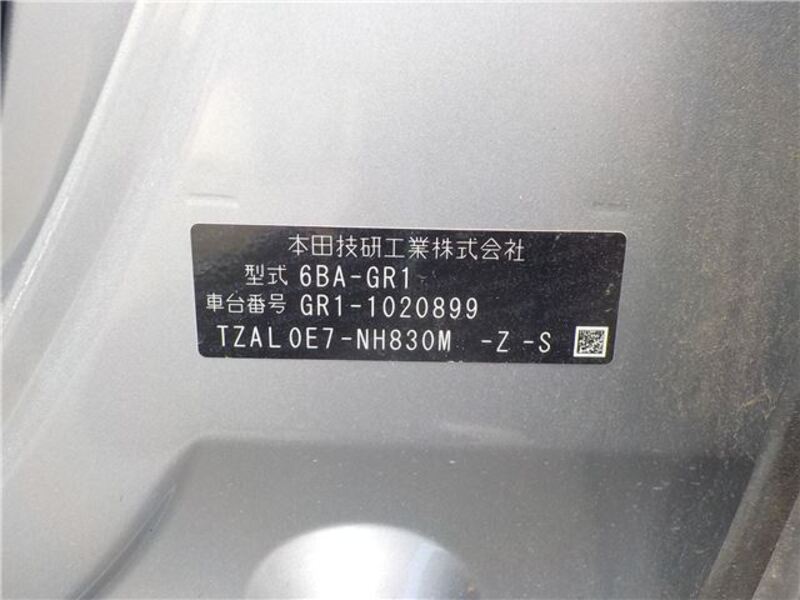 本田技研工業株式会社
型式 6BA-GR1
車台番号 GR1-1020899
TZAL0E7-NH830M -Z -S